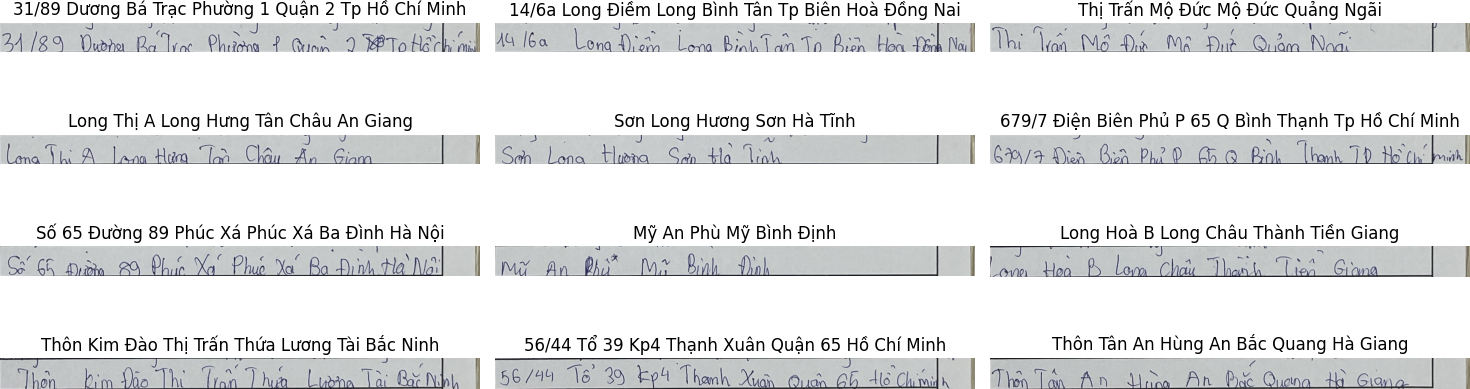 31/89 Dương Bá Trạc Phường 1 Quận 2 Tp Hồ Chí Minh
31/89 Dương Bá Trạc Phường 1 Quận 2 Tp Hồ Chí minh
14/6a Long Điềm Long Bình Tân Tp Biên Hoà Đồng Nai
14/6a Long Điềm Long Bình Tân Tp Biên Hoà Đồng Nai
Thị Trấn Mộ Đức Mộ Đức Quảng Ngãi
Thị Trấn Mộ Đức Mộ Đức Quảng Ngãi
Long Thị A Long Hưng Tân Châu An Giang
Long Thị A Long Hưng Tân Châu An Giang
Sơn Long Hương Sơn Hà Tĩnh
Sơn Long Hương Sơn Hà Tĩnh
679/7 Điện Biên Phủ P 65 Q Bình Thạnh Tp Hồ Chí Minh
679/7 Điện Biên Phủ P 65 Q Bình Thạnh TP Hồ Chí minh
Số 65 Đường 89 Phúc Xá Phúc Xá Ba Đình Hà Nội
Số 65 Đường 89 Phúc Xá Phúc Xá Ba Đình Hà Nội
Mỹ An Phù Mỹ Bình Định
Mỹ An Phù Mỹ Bình Định
Long Hoà B Long Châu Thành Tiền Giang
Long Hoà B Long Châu Thành Tiền Giang
Thôn Kim Đào Thị Trấn Thứa Lương Tài Bắc Ninh
Thôn Kim Đào Thị Trấn Thứa Lương Tài Bắc Ninh
56/44 Tổ 39 Kp4 Thạnh Xuân Quận 65 Hồ Chí Minh
56/44 Tổ 39 Kp4 Thạnh Xuân Quận 65 Hồ Chí minh
Thôn Tân An Hùng An Bắc Quang Hà Giang
Thôn Tân An Hùng An Bắc Quang Hà Giang